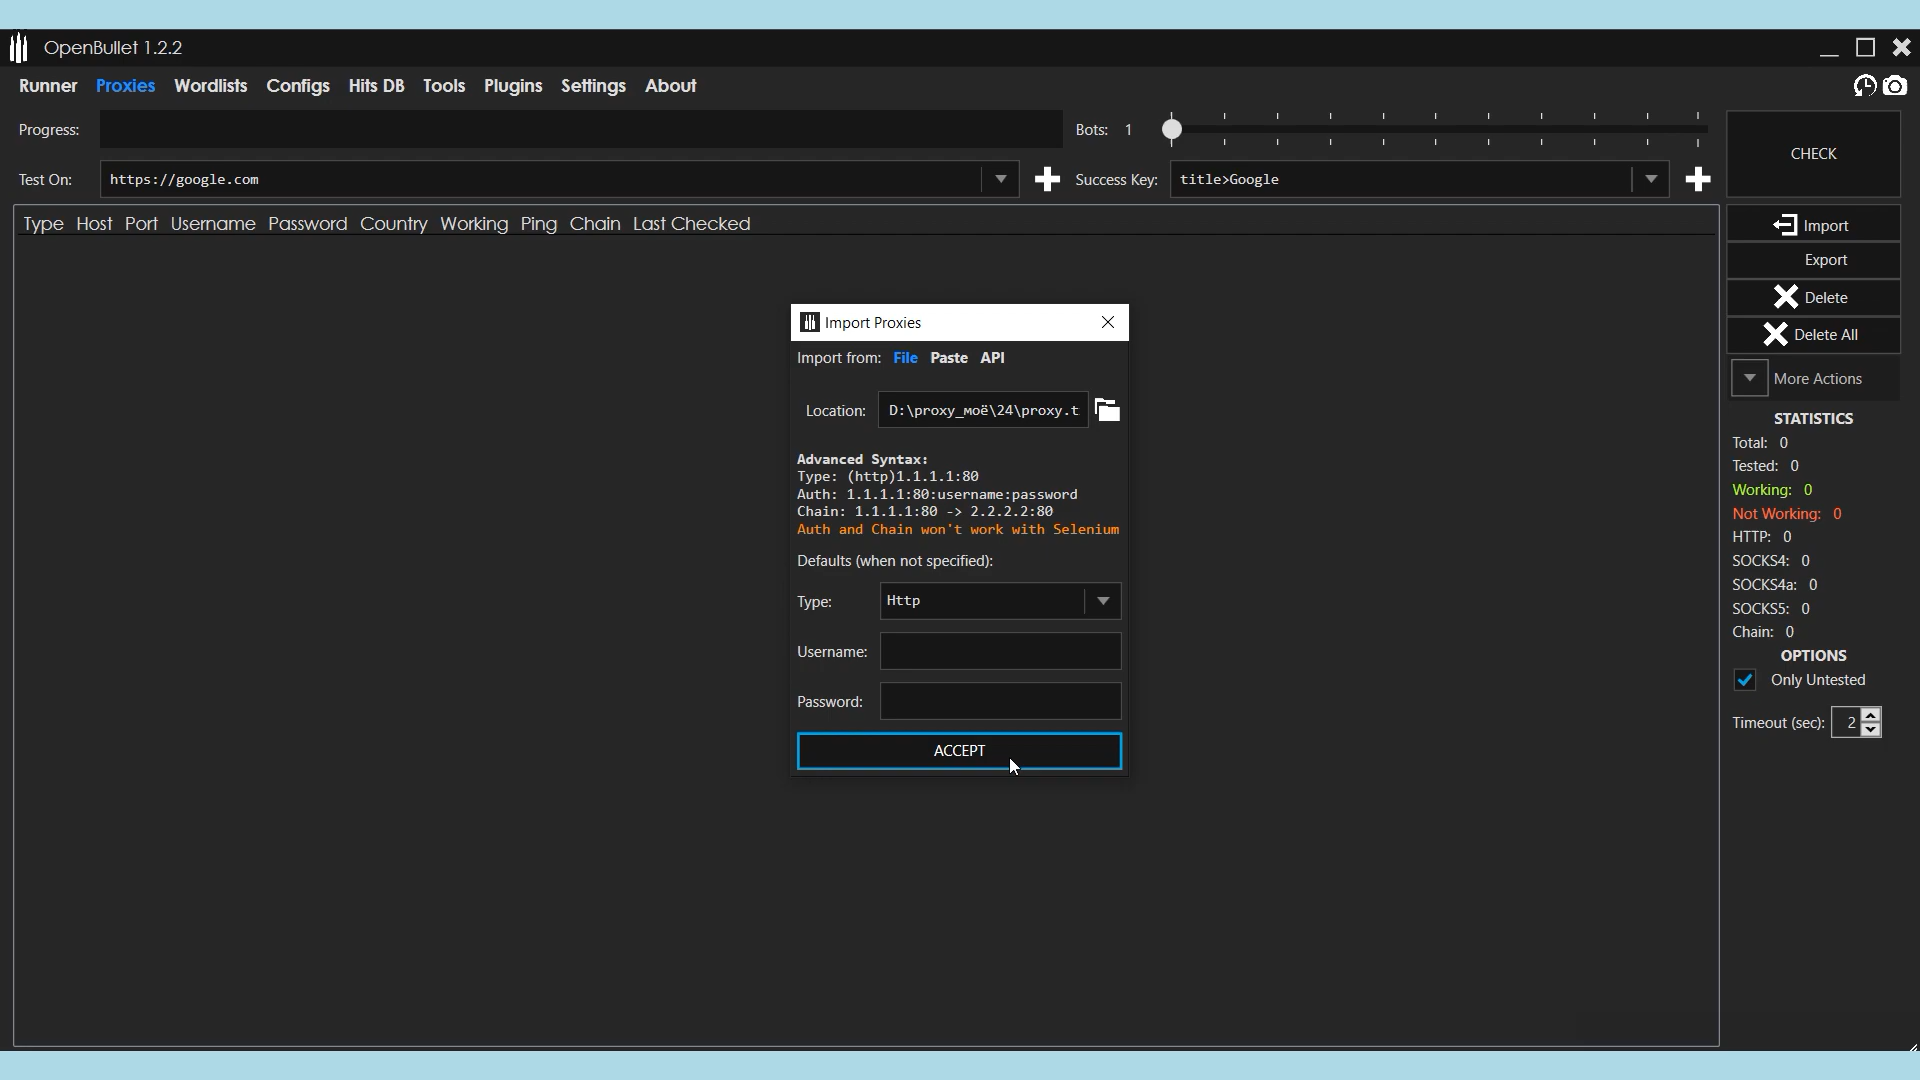 OpenBullet 1.2.2
Runner Proxies Wordlists Configs Hits DB Tools Plugins Settings About
Progress:
Bots: 1
CHECK
Test On: https://google.com
Success Key: title>Google
Type Host Port Username Password Country Working Ping Chain Last Checked
Import
Export
Delete
Delete All
More Actions
STATISTICS
Total: 0
Tested: 0
Working: 0
Not Working: 0
HTTP: 0
SOCKS4: 0
SOCKS4a: 0
SOCKS5: 0
Chain: 0
OPTIONS
Only Untested
Timeout (sec): 2
Import Proxies
Import from: File Paste API
Location: D:\proxy_моё\24\proxy.t
Advanced Syntax:
Type: (http)1.1.1.1:80
Auth: 1.1.1.1:80:username:password
Chain: 1.1.1.1:80 -> 2.2.2.2:80
Auth and Chain won't work with Selenium
Defaults (when not specified):
Type: Http
Username:
Password:
ACCEPT